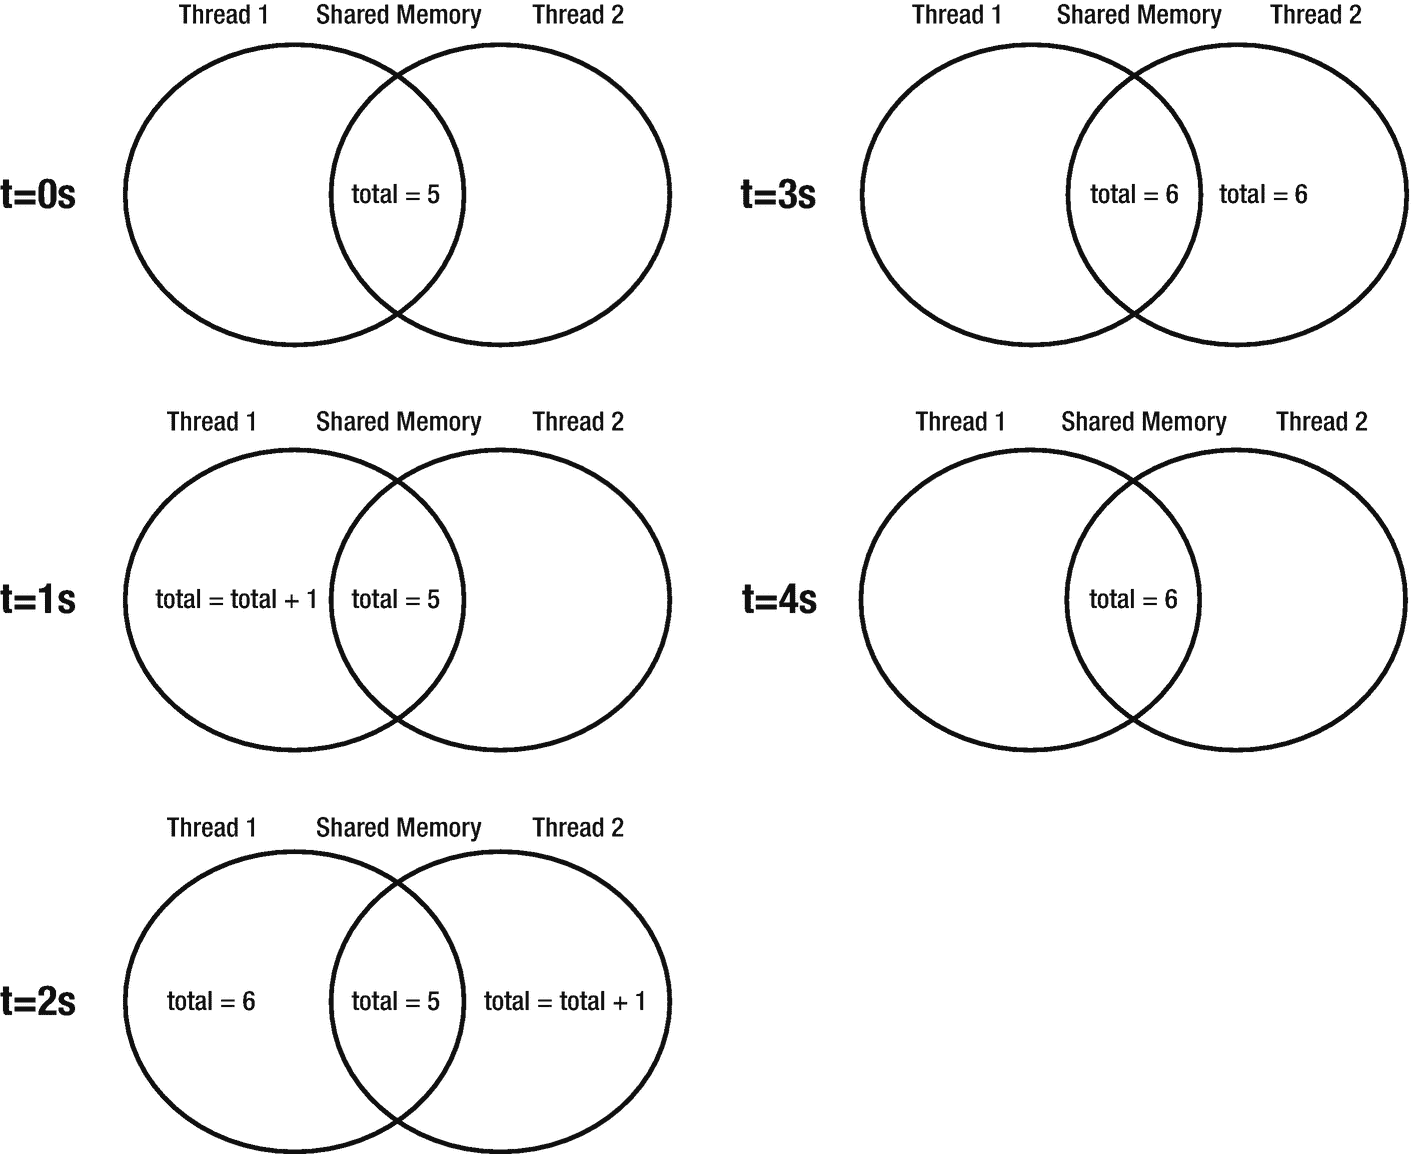 Thread 1 Shared Memory Thread 2
t=0s total = 5
Thread 1 Shared Memory Thread 2
t=1s total = total + 1 total = 5
Thread 1 Shared Memory Thread 2
t=2s total = 6 total = 5 total = total + 1
Thread 1 Shared Memory Thread 2
t=3s total = 6 total = 6
Thread 1 Shared Memory Thread 2
t=4s total = 6